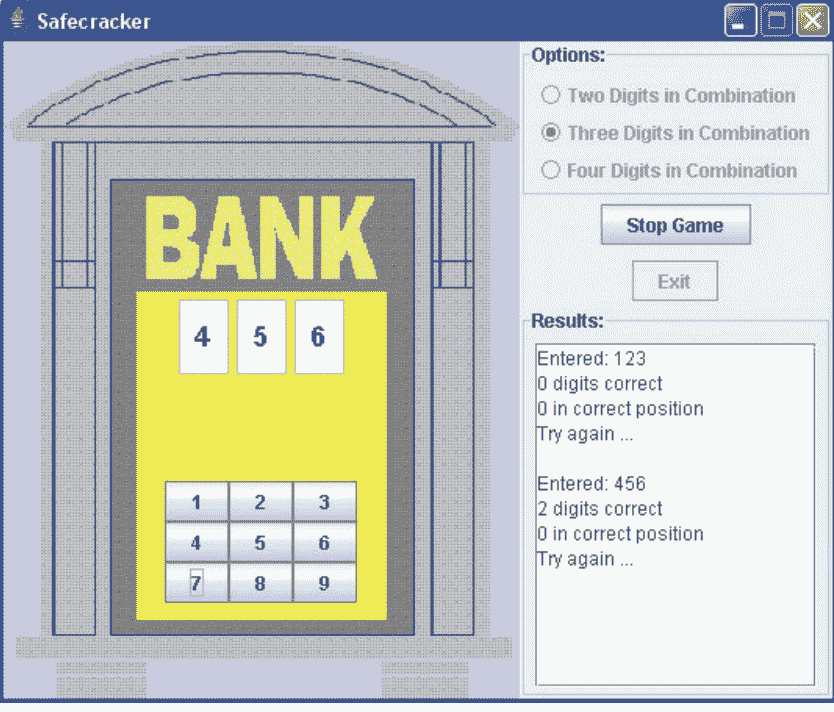 Safecracker
BANK
4 5 6
1 2 3
4 5 6
7 8 9
Options:
Two Digits in Combination
Three Digits in Combination
Four Digits in Combination
Stop Game
Exit
Results:
Entered: 123
0 digits correct
0 in correct position
Try again ...
Entered: 456
2 digits correct
0 in correct position
Try again ...